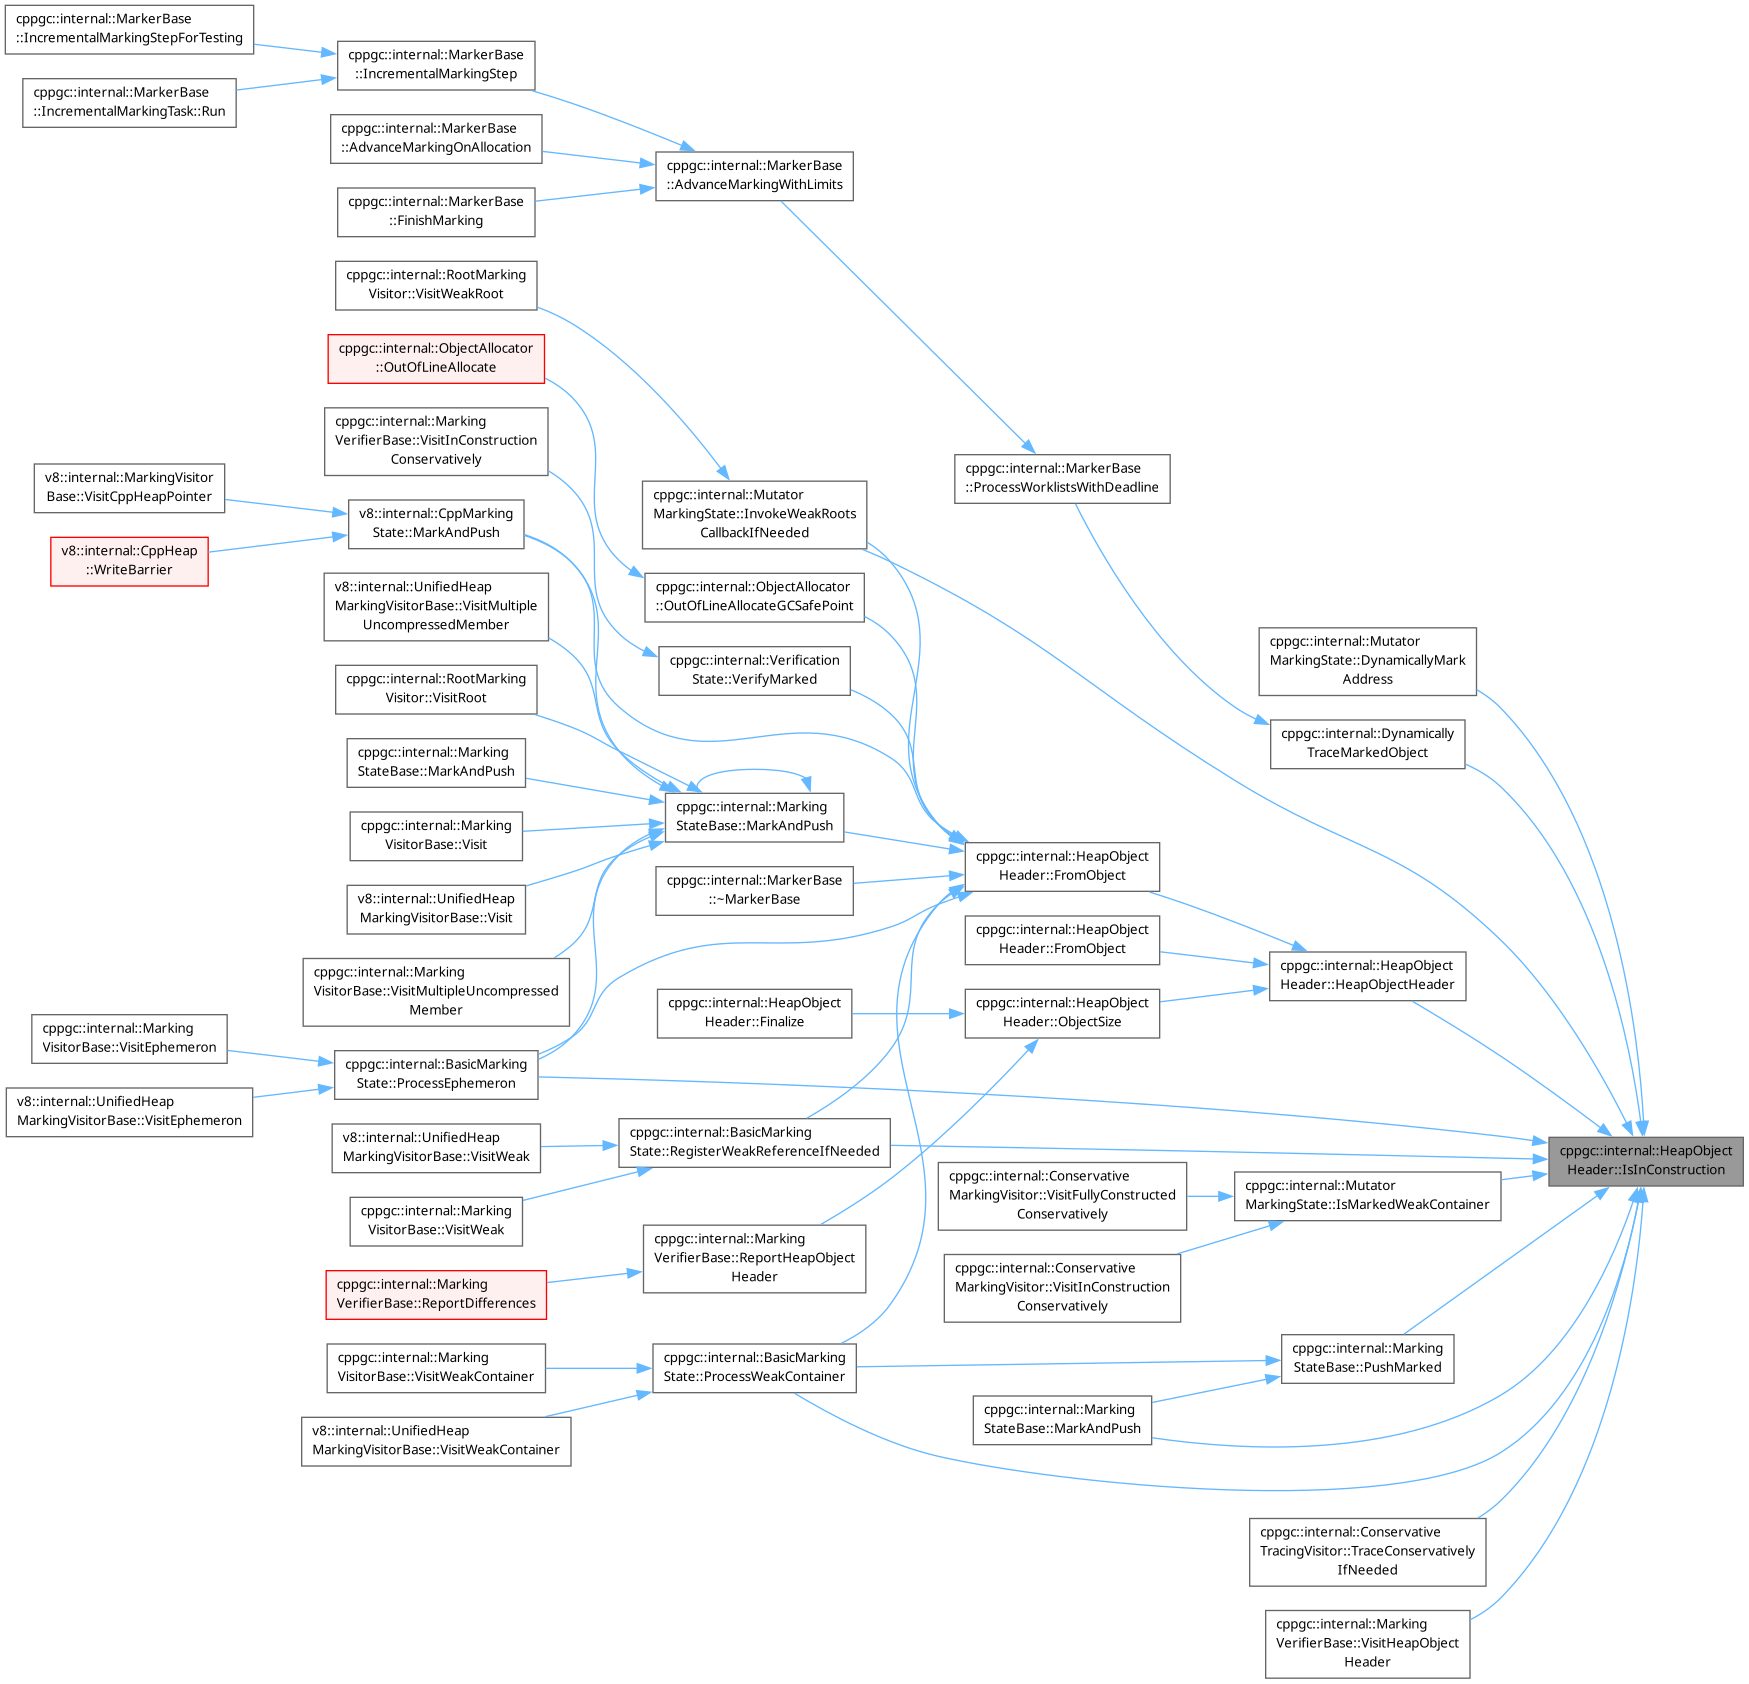 cppgc::internal::MarkerBase
::IncrementalMarkingStepForTesting
cppgc::internal::MarkerBase
::IncrementalMarkingTask::Run
cppgc::internal::MarkerBase
::IncrementalMarkingStep
cppgc::internal::MarkerBase
::AdvanceMarkingOnAllocation
cppgc::internal::MarkerBase
::FinishMarking
cppgc::internal::MarkerBase
::AdvanceMarkingWithLimits
cppgc::internal::RootMarking
Visitor::VisitWeakRoot
cppgc::internal::ObjectAllocator
::OutOfLineAllocate
cppgc::internal::Marking
VerifierBase::VisitInConstruction
Conservatively
v8::internal::MarkingVisitor
Base::VisitCppHeapPointer
v8::internal::CppHeap
::WriteBarrier
v8::internal::CppMarking
State::MarkAndPush
cppgc::internal::Mutator
MarkingState::InvokeWeakRoots
CallbackIfNeeded
cppgc::internal::MarkerBase
::ProcessWorklistsWithDeadline
v8::internal::UnifiedHeap
MarkingVisitorBase::VisitMultiple
UncompressedMember
cppgc::internal::ObjectAllocator
::OutOfLineAllocateGCSafePoint
cppgc::internal::Verification
State::VerifyMarked
cppgc::internal::Mutator
MarkingState::DynamicallyMark
Address
cppgc::internal::RootMarking
Visitor::VisitRoot
cppgc::internal::Dynamically
TraceMarkedObject
cppgc::internal::Marking
StateBase::MarkAndPush
cppgc::internal::Marking
StateBase::MarkAndPush
cppgc::internal::Marking
VisitorBase::Visit
cppgc::internal::HeapObject
Header::FromObject
v8::internal::UnifiedHeap
MarkingVisitorBase::Visit
cppgc::internal::MarkerBase
::~MarkerBase
cppgc::internal::HeapObject
Header::FromObject
cppgc::internal::HeapObject
Header::HeapObjectHeader
cppgc::internal::Marking
VisitorBase::VisitMultipleUncompressed
Member
cppgc::internal::HeapObject
Header::Finalize
cppgc::internal::HeapObject
Header::ObjectSize
cppgc::internal::Marking
VisitorBase::VisitEphemeron
v8::internal::UnifiedHeap
MarkingVisitorBase::VisitEphemeron
cppgc::internal::BasicMarking
State::ProcessEphemeron
v8::internal::UnifiedHeap
MarkingVisitorBase::VisitWeak
cppgc::internal::BasicMarking
State::RegisterWeakReferenceIfNeeded
cppgc::internal::HeapObject
Header::IsInConstruction
cppgc::internal::Conservative
MarkingVisitor::VisitFullyConstructed
Conservatively
cppgc::internal::Mutator
MarkingState::IsMarkedWeakContainer
cppgc::internal::Marking
VisitorBase::VisitWeak
cppgc::internal::Marking
VerifierBase::ReportHeapObject
Header
cppgc::internal::Conservative
MarkingVisitor::VisitInConstruction
Conservatively
cppgc::internal::Marking
VerifierBase::ReportDifferences
cppgc::internal::Marking
VisitorBase::VisitWeakContainer
cppgc::internal::BasicMarking
State::ProcessWeakContainer
cppgc::internal::Marking
StateBase::PushMarked
cppgc::internal::Marking
StateBase::MarkAndPush
v8::internal::UnifiedHeap
MarkingVisitorBase::VisitWeakContainer
cppgc::internal::Conservative
TracingVisitor::TraceConservatively
IfNeeded
cppgc::internal::Marking
VerifierBase::VisitHeapObject
Header